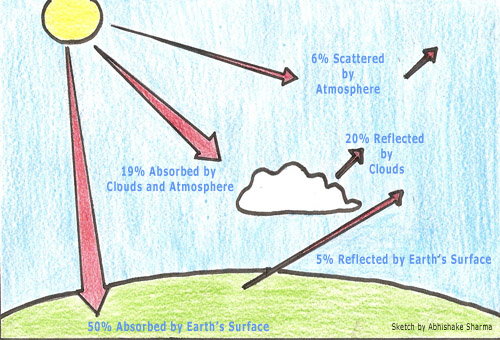 6% Scattered
by
Atmosphere
20% Reflected
by
Clouds
19% Absorbed by
Clouds and Atmosphere
5% Reflected by Earth's Surface
50% Absorbed by Earth's Surface
Sketch by Abhishake Sharma